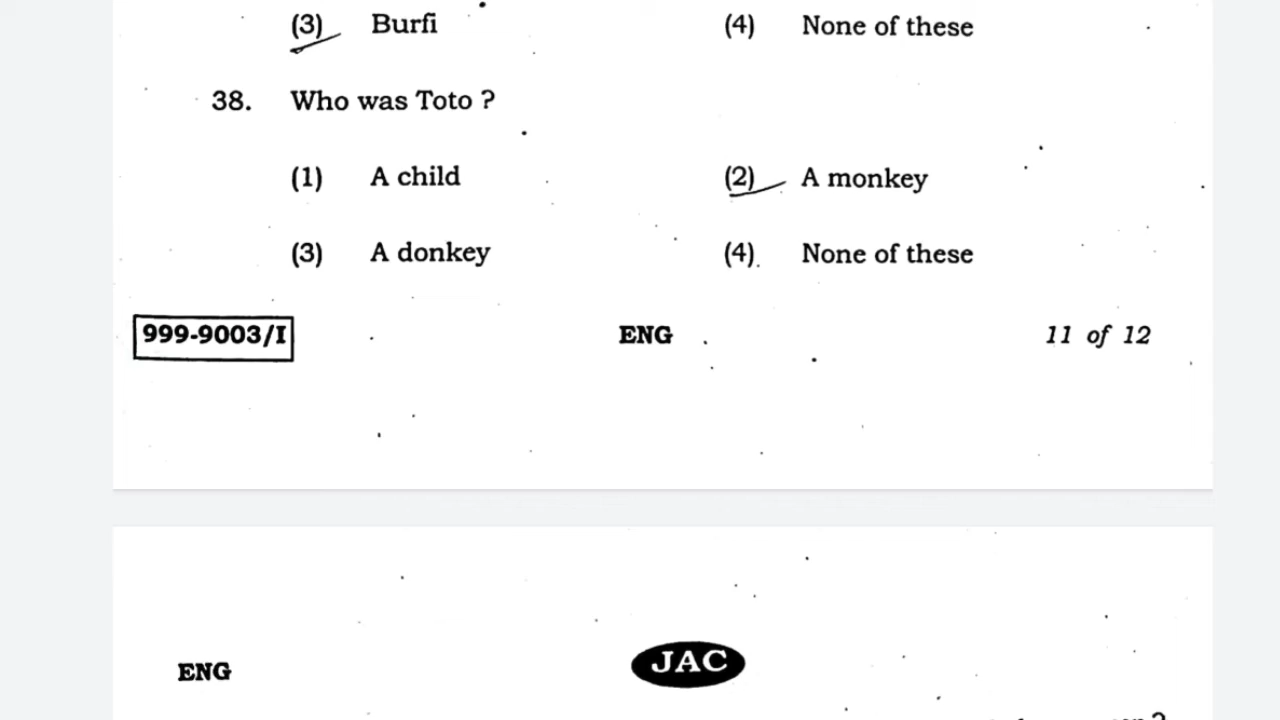 (3) Burfi (4) None of these
38. Who was Toto ?
(1) A child (2) A monkey
(3) A donkey (4) None of these
999-9003/I ENG 11 of 12
ENG JAC